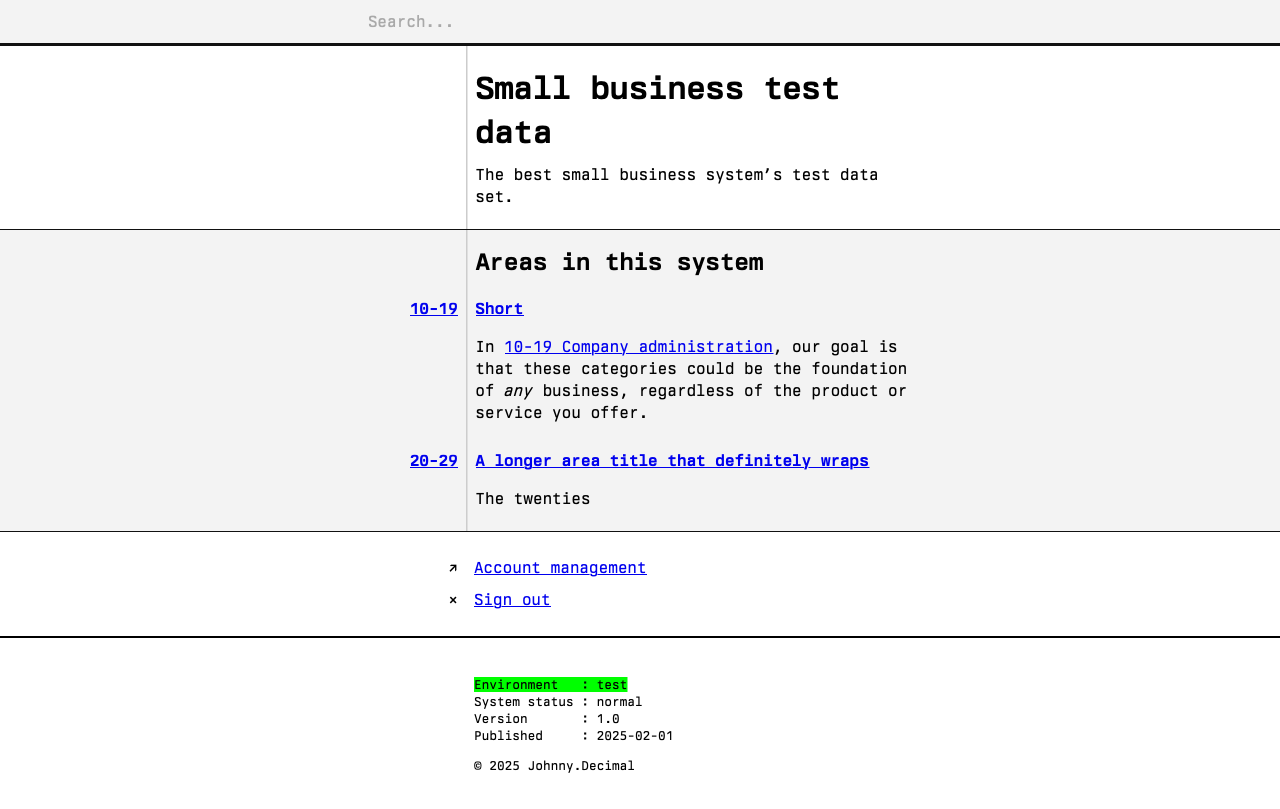 Search...
Small business test
data
The best small business system’s test data
set.
Areas in this system
10-19 Short
In 10-19 Company administration, our goal is
that these categories could be the foundation
of any business, regardless of the product or
service you offer.
20-29 A longer area title that definitely wraps
The twenties
↗ Account management
× Sign out
Environment   : test
System status : normal
Version       : 1.0
Published     : 2025-02-01
© 2025 Johnny.Decimal